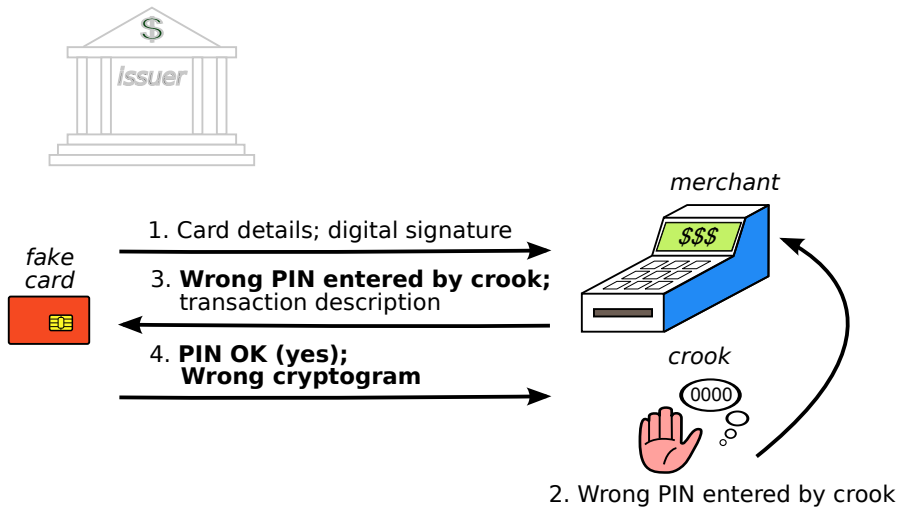 $
issuer
merchant
1. Card details; digital signature
$$$
fake
card
3. Wrong PIN entered by crook;
transaction description
4. PIN OK (yes);
Wrong cryptogram
crook
0000
2. Wrong PIN entered by crook